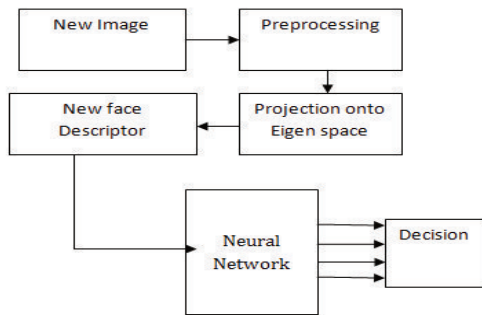 New Image
Preprocessing
New face
Descriptor
Projection onto
Eigen space
Neural
Network
Decision